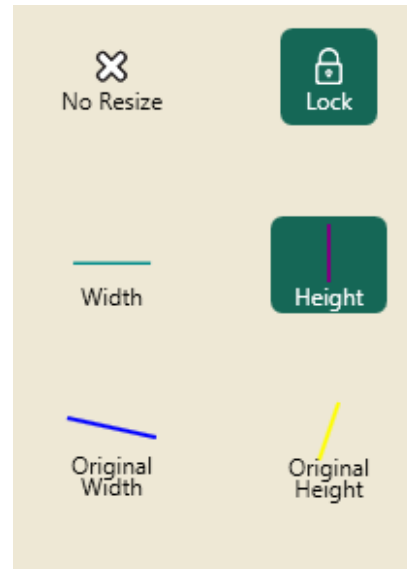 No Resize
Lock
Width
Height
Original
Width
Original
Height